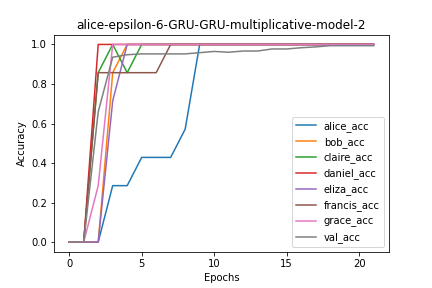 alice-epsilon-6-GRU-GRU-multiplicative-model-2
1.0
0.8
0.6
0.4
0.2
0.0
Accuracy
alice_acc
bob_acc
claire_acc
daniel_acc
eliza_acc
francis_acc
grace_acc
val_acc
0 5 10 15 20
Epochs